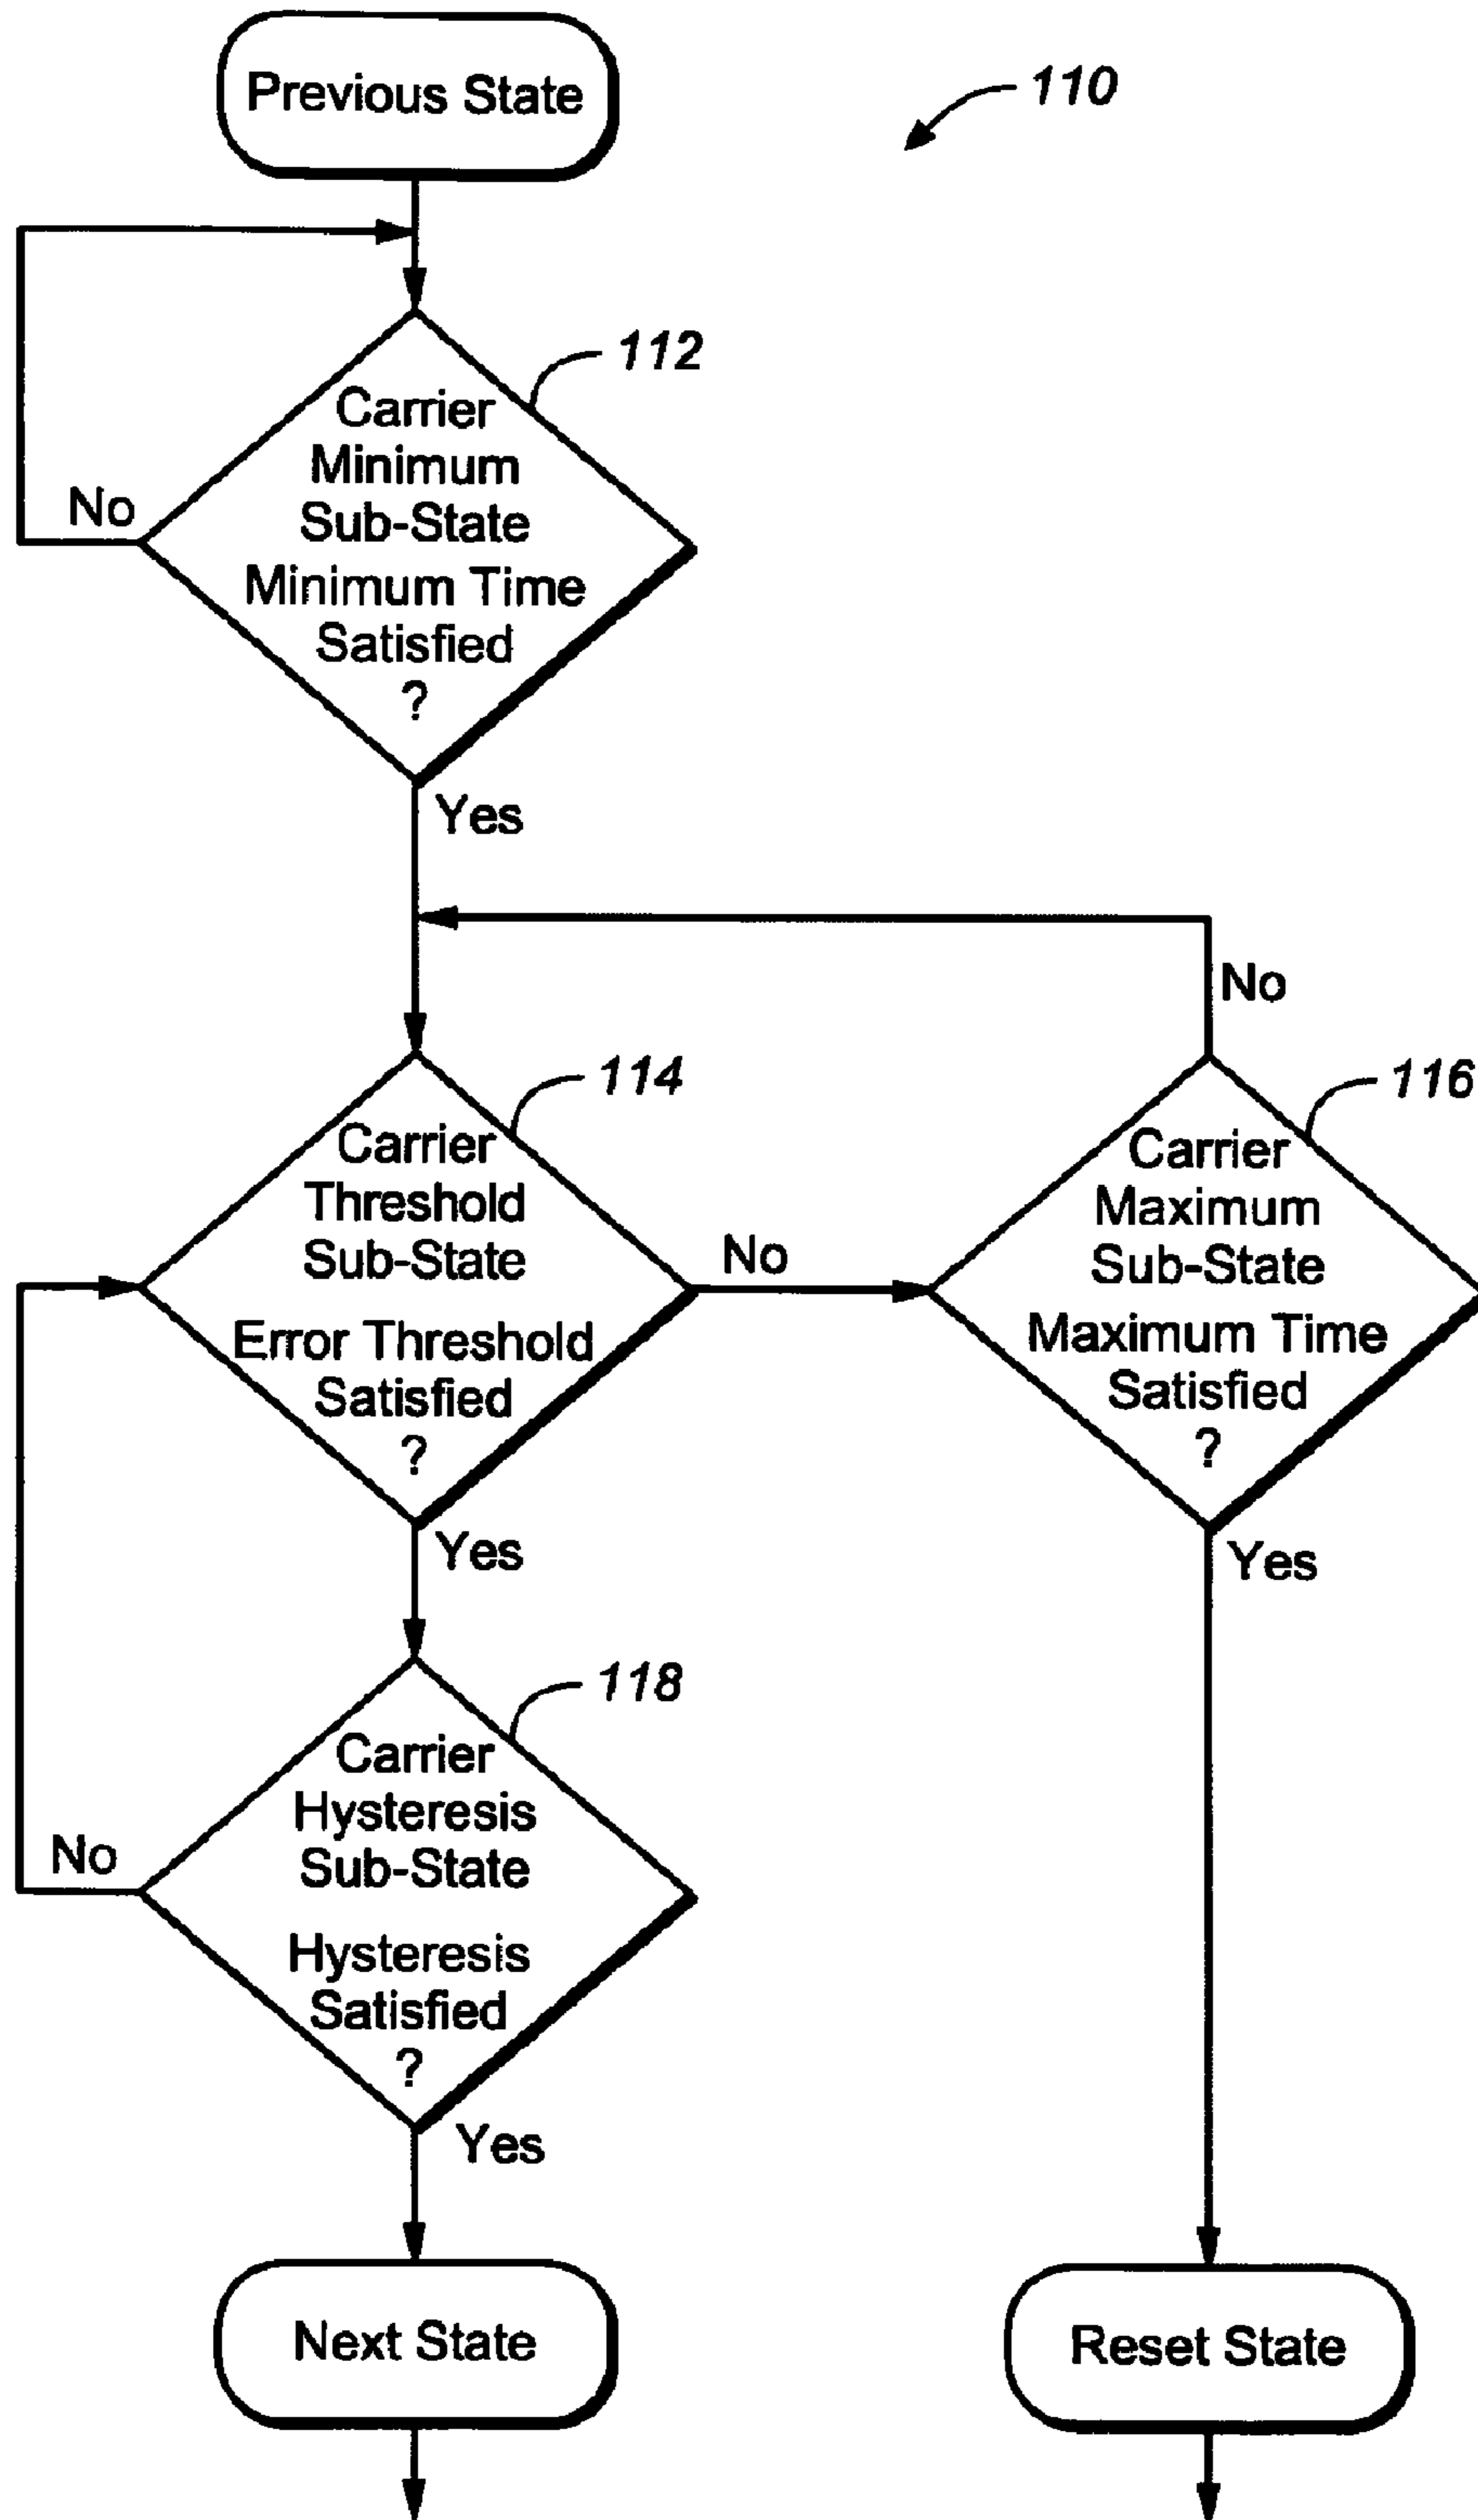 Previous State
110
112
Carrier
Minimum
Sub-State
Minimum Time
Satisfied
?
No
Yes
No
114
Carrier
Threshold
Sub-State
Error Threshold
Satisfied
?
No
Yes
116
Carrier
Maximum
Sub-State
Maximum Time
Satisfied
?
Yes
118
Carrier
Hysteresis
Sub-State
Hysteresis
Satisfied
?
No
Yes
Next State
Reset State